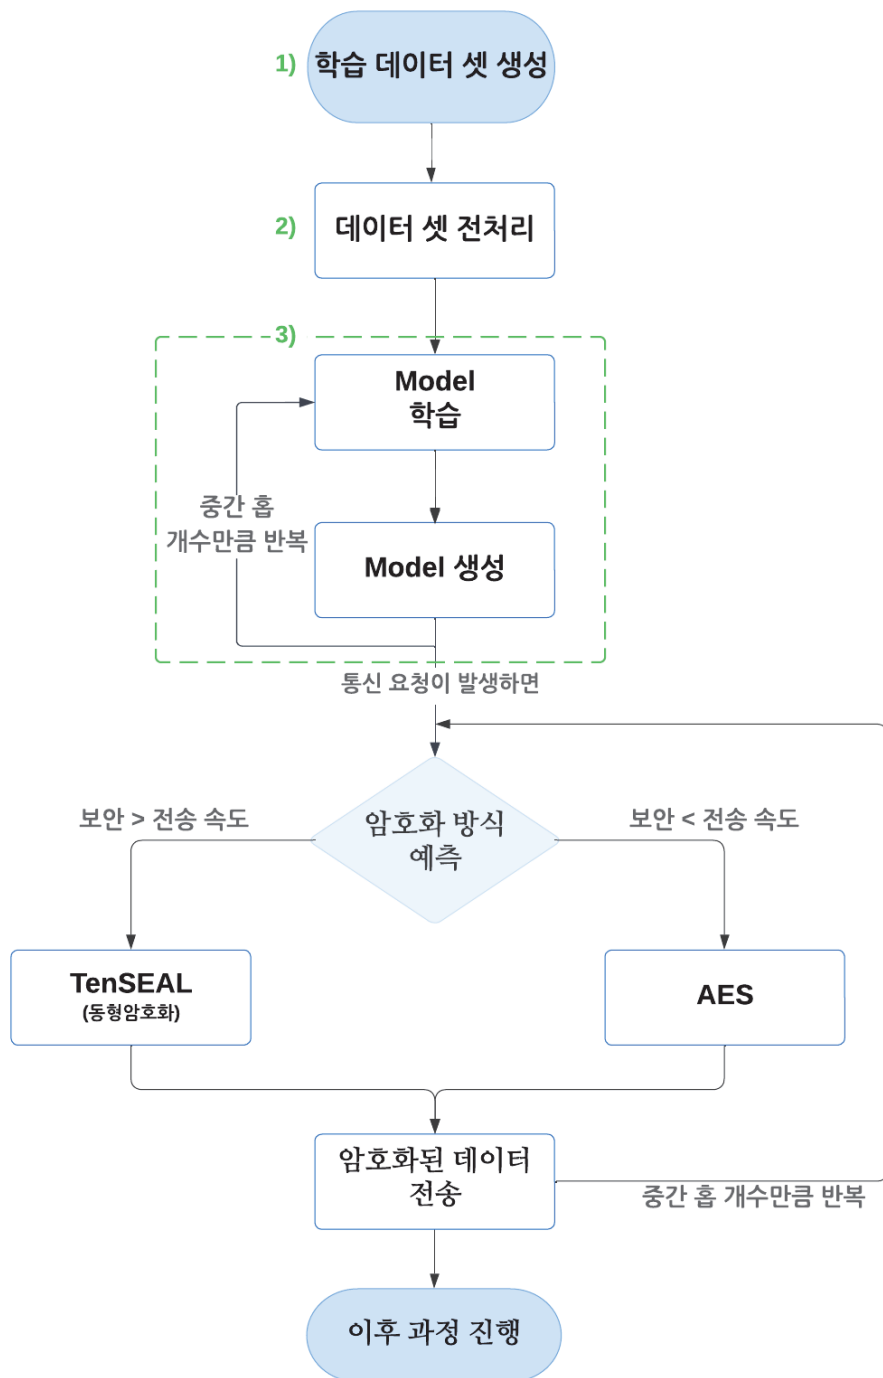 1) 학습 데이터 셋 생성
2) 데이터 셋 전처리
3)
Model
학습
중간 홉
개수만큼 반복
Model 생성
통신 요청이 발생하면
암호화 방식
예측
보안 > 전송 속도
보안 < 전송 속도
TenSEAL
(동형암호화)
AES
암호화된 데이터
전송
중간 홉 개수만큼 반복
이후 과정 진행